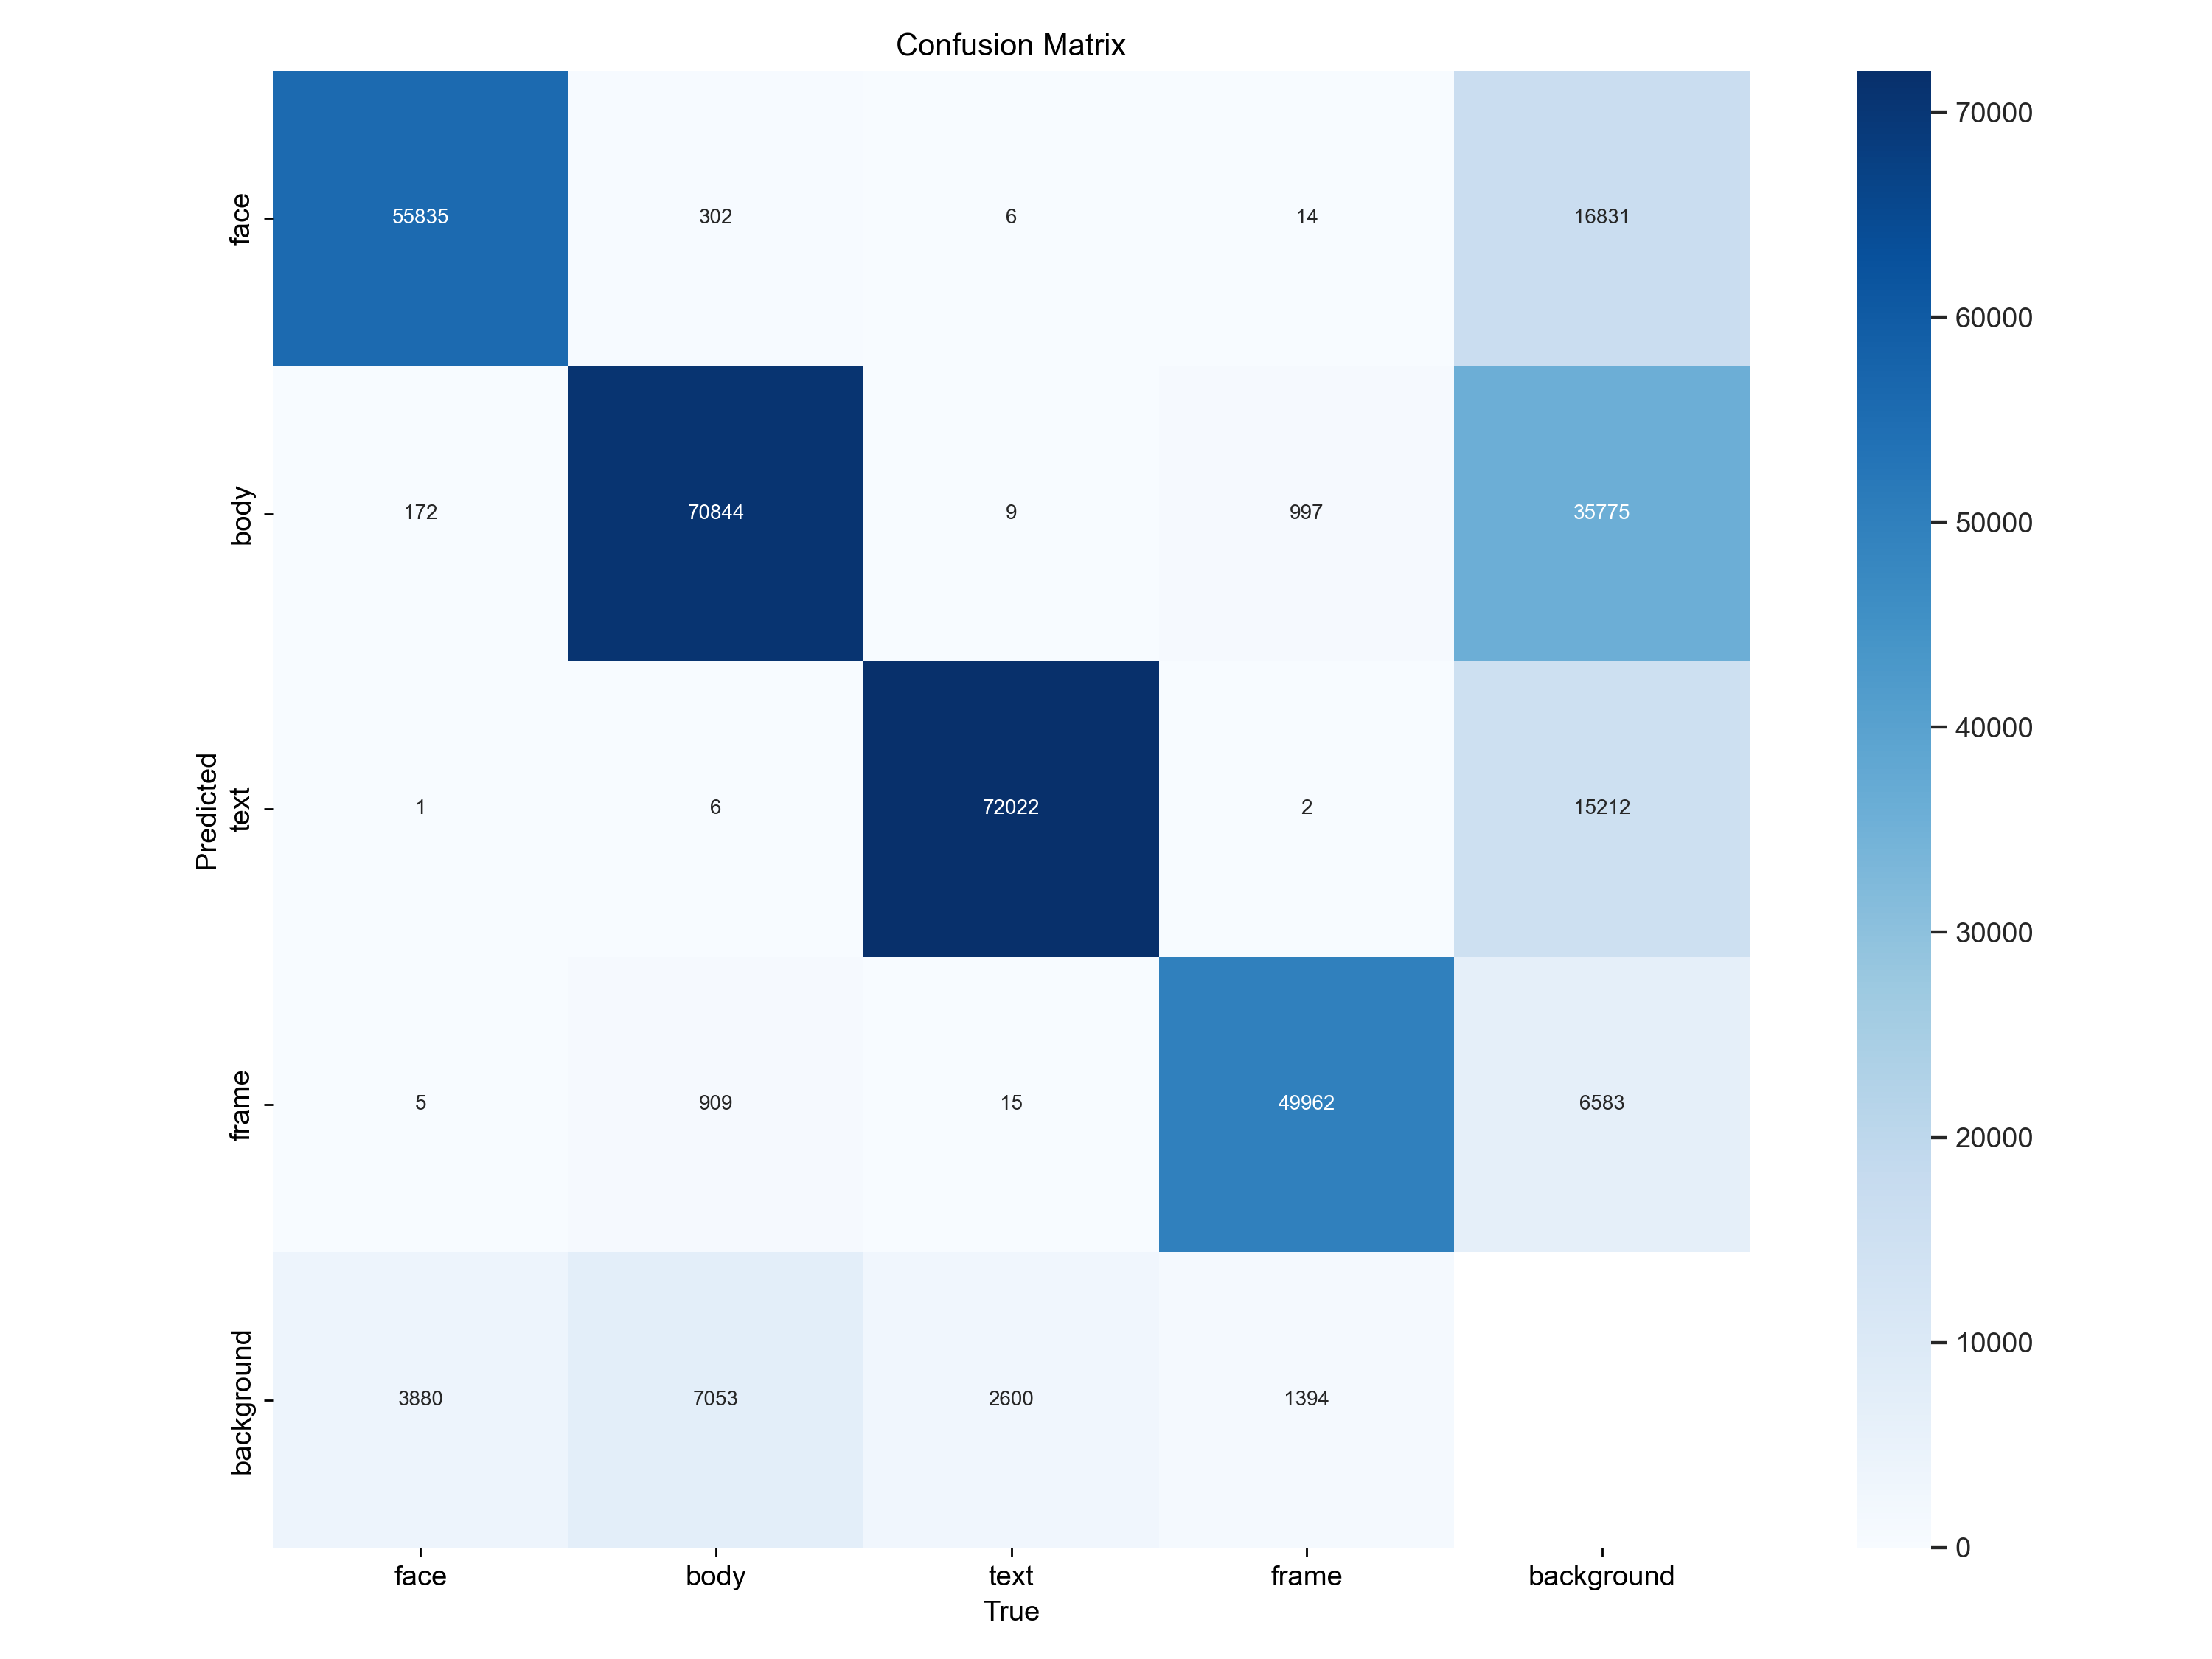 Confusion Matrix
face 55835 302 6 14 16831
body 172 70844 9 997 35775
text 1 6 72022 2 15212
frame 5 909 15 49962 6583
background 3880 7053 2600 1394
face body text frame background
True
Predicted
70000
60000
50000
40000
30000
20000
10000
0